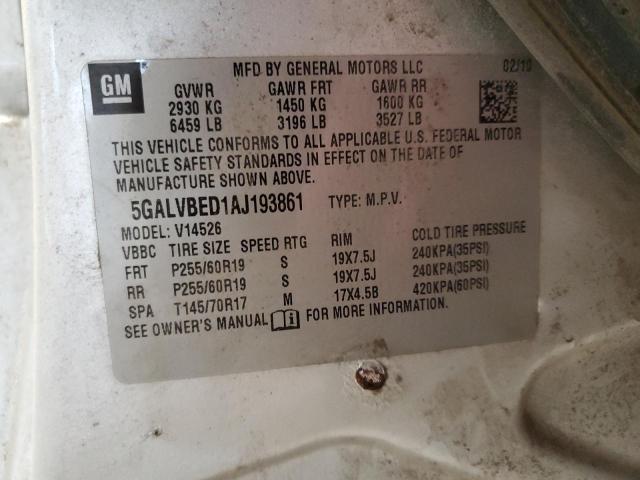 GM
MFD BY GENERAL MOTORS LLC 02/10
GVWR GAWR FRT GAWR RR
2930 KG 1450 KG 1600 KG
6459 LB 3196 LB 3527 LB
THIS VEHICLE CONFORMS TO ALL APPLICABLE U.S. FEDERAL MOTOR
VEHICLE SAFETY STANDARDS IN EFFECT ON THE DATE OF
MANUFACTURE SHOWN ABOVE.
5GALVBED1AJ193861 TYPE: M.P.V.
MODEL: V14526
VBBC TIRE SIZE SPEED RTG RIM COLD TIRE PRESSURE
FRT P255/60R19 S 19X7.5J 240KPA(35PSI)
RR P255/60R19 S 19X7.5J 240KPA(35PSI)
SPA T145/70R17 M 17X4.5B 420KPA(60PSI)
SEE OWNER'S MANUAL FOR MORE INFORMATION.